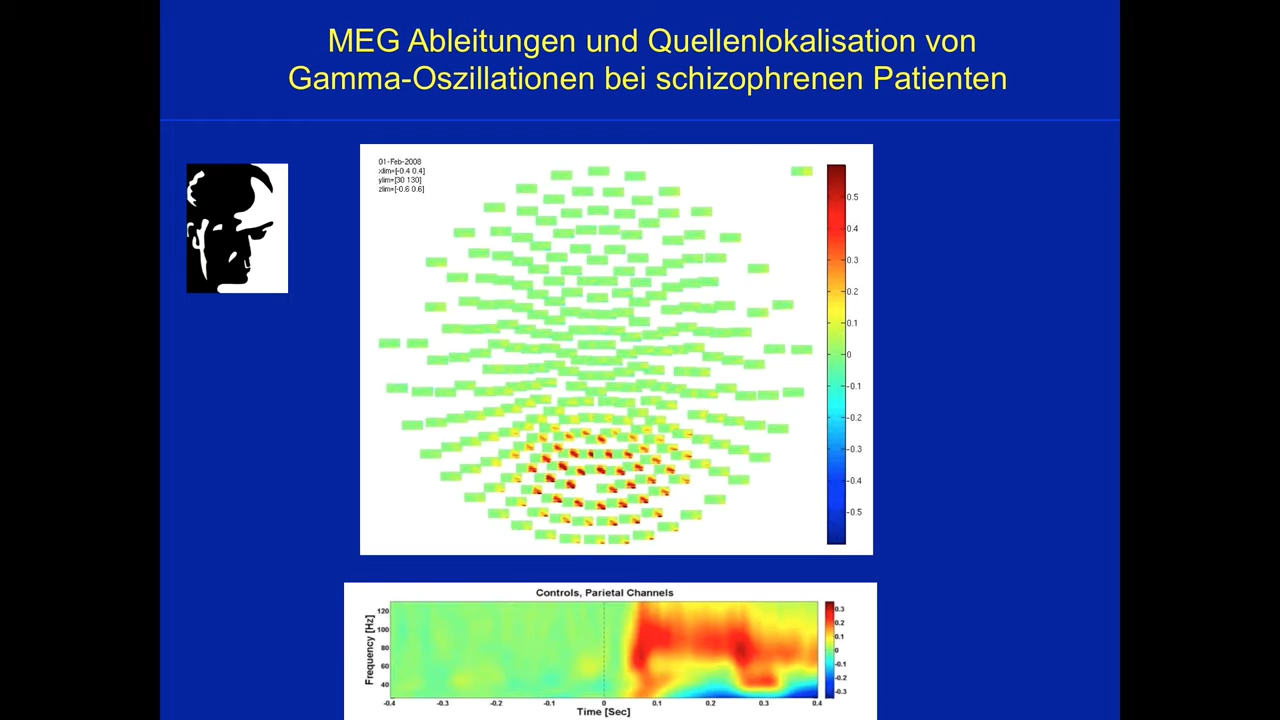 MEG Ableitungen und Quellenlokalisation von
Gamma-Oszillationen bei schizophrenen Patienten
01-Feb-2008
xlim=[-0.4 0.4]
ylim=[30 130]
zlim=[-0.6 0.6]
0.5
0.4
0.3
0.2
0.1
0
-0.1
-0.2
-0.3
-0.4
-0.5
Controls, Parietal Channels
Frequency [Hz]
120
100
80
60
40
0.3
0.2
0.1
0
-0.1
-0.2
-0.3
-0.4 -0.3 -0.2 -0.1 0 0.1 0.2 0.3 0.4
Time [Sec]